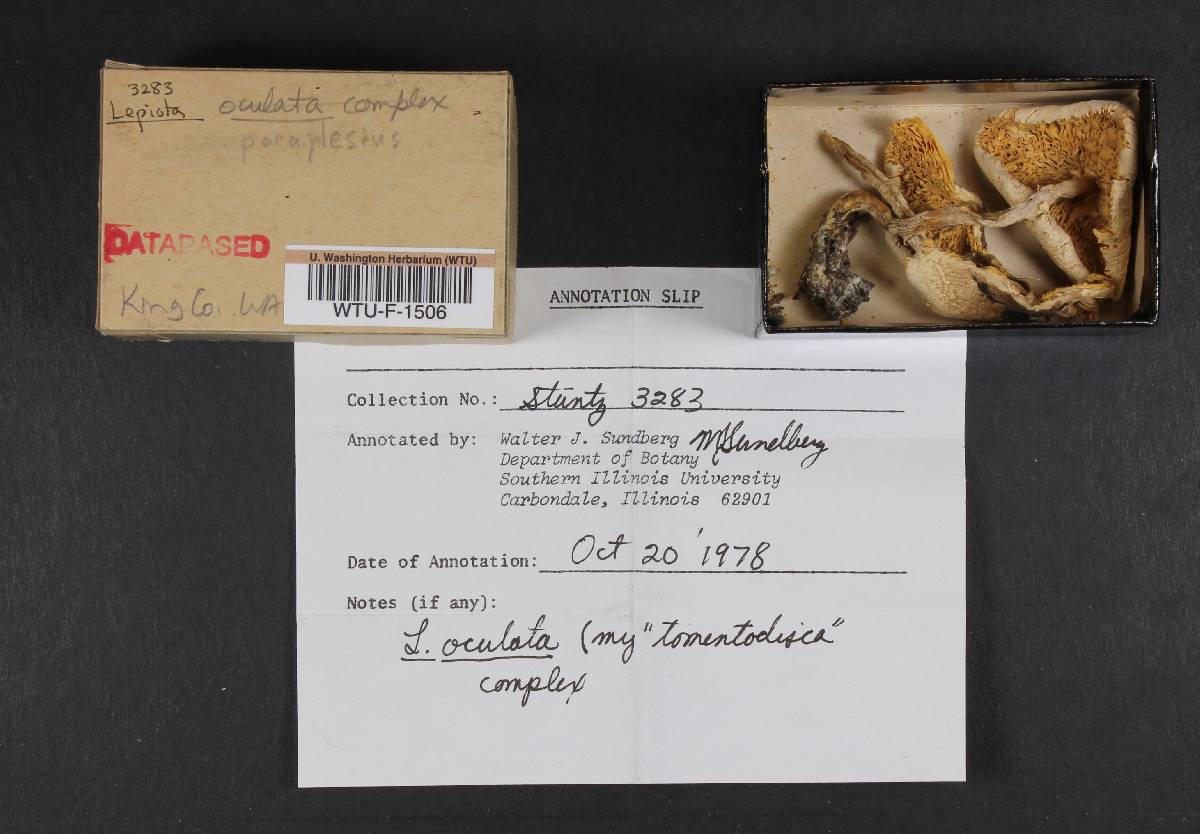 3283
Lepiota oculata complex
paraplesius
DATABASED
King Co. WA
U. Washington Herbarium (WTU)
WTU-F-1506
ANNOTATION SLIP
Collection No.: Stuntz 3283
Annotated by: Walter J. Sundberg WJSundberg
Department of Botany
Southern Illinois University
Carbondale, Illinois 62901
Date of Annotation: Oct 20 '1978
Notes (if any):
L. oculata (my "tomentodisca"
complex